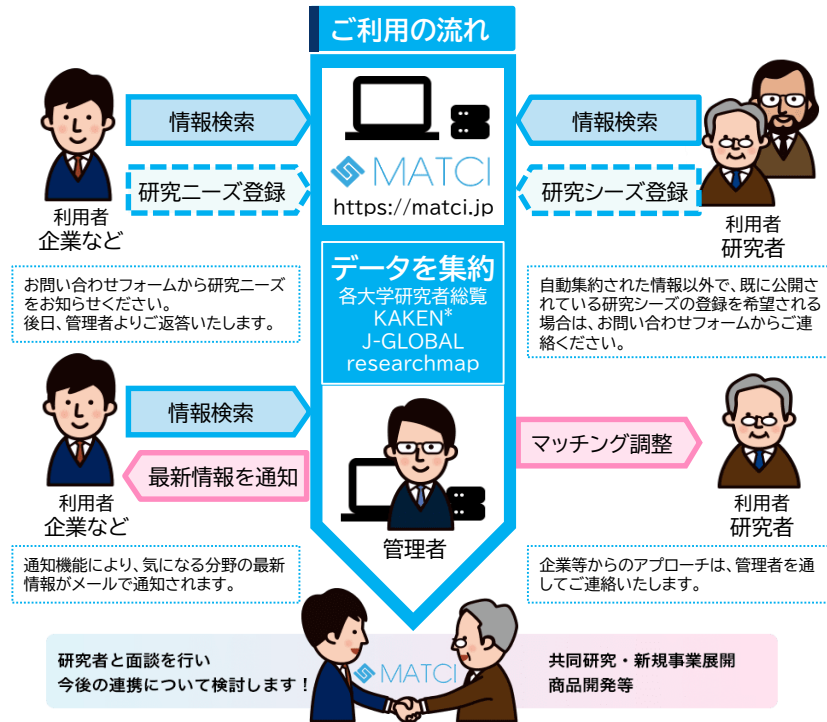 ご利用の流れ
情報検索
研究ニーズ登録
利用者
企業など
お問い合わせフォームから研究ニーズ
をお知らせください。
後日、管理者よりご返答いたします。
MATCI
https://matci.jp
情報検索
研究シーズ登録
利用者
研究者
自動集約された情報以外で、既に公開
されている研究シーズの登録を希望される
場合は、お問い合わせフォームからご連
絡ください。
データを集約
各大学研究者総覧
KAKEN*
J-GLOBAL
researchmap
情報検索
最新情報を通知
利用者
企業など
通知機能により、気になる分野の最新
情報がメールで通知されます。
管理者
マッチング調整
利用者
研究者
企業等からのアプローチは、管理者を通
してご連絡いたします。
研究者と面談を行い
今後の連携について検討します!
MATCI
共同研究・新規事業展開
商品開発等